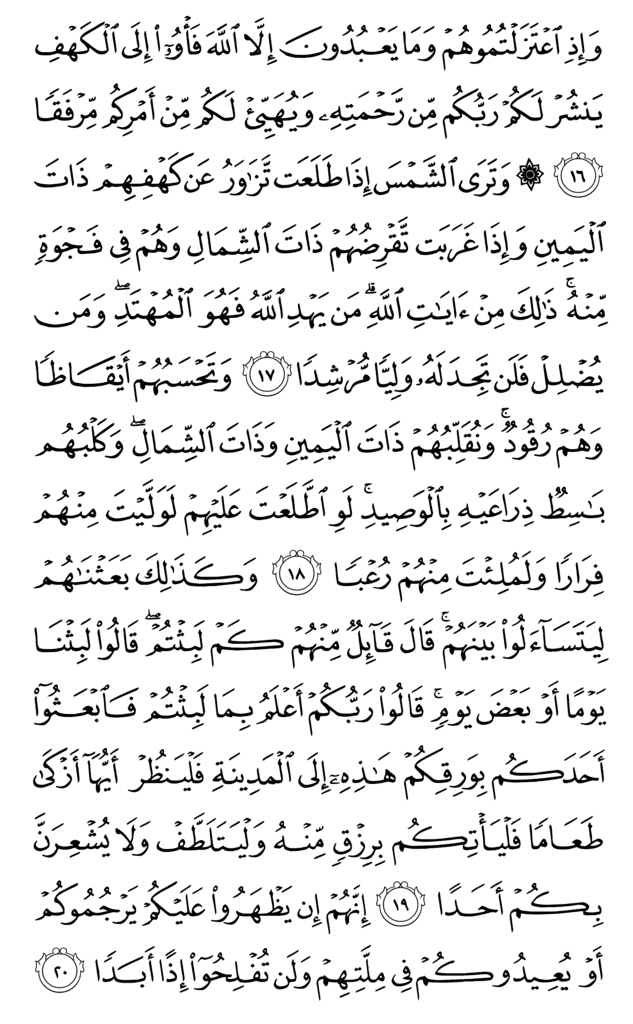 وَإِذِ ٱعْتَزَلْتُمُوهُمْ وَمَا يَعْبُدُونَ إِلَّا ٱللَّهَ فَأْوُۥٓا۟ إِلَى ٱلْكَهْفِ
يَنشُرْ لَكُمْ رَبُّكُم مِّن رَّحْمَتِهِۦ وَيُهَيِّئْ لَكُم مِّنْ أَمْرِكُم مِّرْفَقًا
١٦ ۞ وَتَرَى ٱلشَّمْسَ إِذَا طَلَعَت تَّزَٰوَرُ عَن كَهْفِهِمْ ذَاتَ
ٱلْيَمِينِ وَإِذَا غَرَبَت تَّقْرِضُهُمْ ذَاتَ ٱلشِّمَالِ وَهُمْ فِى فَجْوَةٍ
مِّنْهُ ۚ ذَٰلِكَ مِنْ ءَايَٰتِ ٱللَّهِ ۗ مَن يَهْدِ ٱللَّهُ فَهُوَ ٱلْمُهْتَدِ ۖ وَمَن
يُضْلِلْ فَلَن تَجِدَ لَهُۥ وَلِيًّا مُّرْشِدًا ١٧ وَتَحْسَبُهُمْ أَيْقَاظًا
وَهُمْ رُقُودٌ ۚ وَنُقَلِّبُهُمْ ذَاتَ ٱلْيَمِينِ وَذَاتَ ٱلشِّمَالِ ۖ وَكَلْبُهُم
بَٰسِطٌ ذِرَاعَيْهِ بِٱلْوَصِيدِ ۚ لَوِ ٱطَّلَعْتَ عَلَيْهِمْ لَوَلَّيْتَ مِنْهُمْ
فِرَارًا وَلَمُلِئْتَ مِنْهُمْ رُعْبًا ١٨ وَكَذَٰلِكَ بَعَثْنَٰهُمْ
لِيَتَسَآءَلُوا۟ بَيْنَهُمْ ۚ قَالَ قَآئِلٌ مِّنْهُمْ كَمْ لَبِثْتُمْ ۖ قَالُوا۟ لَبِثْنَا
يَوْمًا أَوْ بَعْضَ يَوْمٍ ۚ قَالُوا۟ رَبُّكُمْ أَعْلَمُ بِمَا لَبِثْتُمْ فَٱبْعَثُوٓا۟
أَحَدَكُم بِوَرِقِكُمْ هَٰذِهِۦٓ إِلَى ٱلْمَدِينَةِ فَلْيَنظُرْ أَيُّهَآ أَزْكَىٰ
طَعَامًا فَلْيَأْتِكُم بِرِزْقٍ مِّنْهُ وَلْيَتَلَطَّفْ وَلَا يُشْعِرَنَّ
بِكُمْ أَحَدًا ١٩ إِنَّهُمْ إِن يَظْهَرُوا۟ عَلَيْكُمْ يَرْجُمُوكُمْ
أَوْ يُعِيدُوكُمْ فِى مِلَّتِهِمْ وَلَن تُفْلِحُوٓا۟ إِذًا أَبَدًا ٢٠